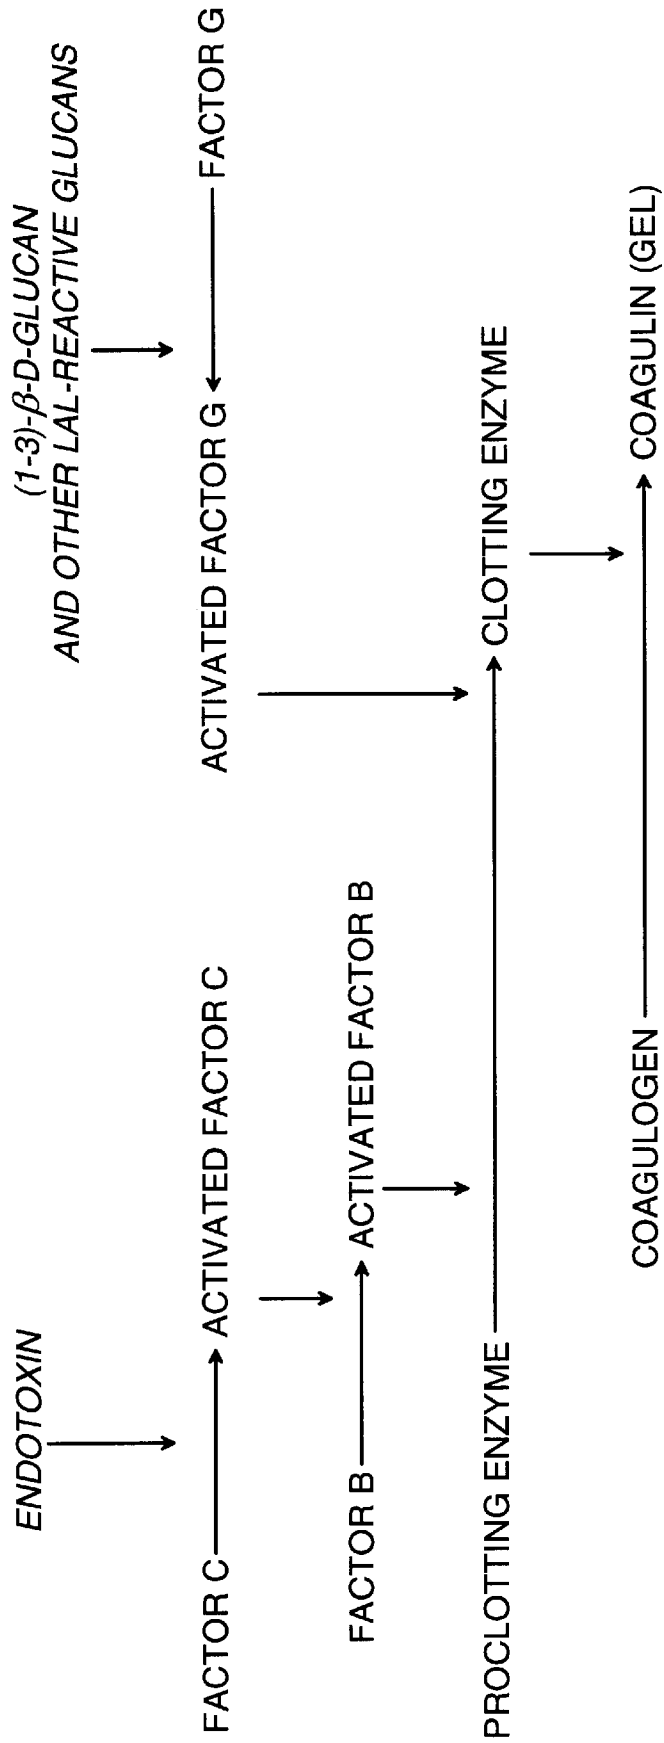 ENDOTOXIN
(1-3)-β-D-GLUCAN
AND OTHER LAL-REACTIVE GLUCANS
FACTOR C
ACTIVATED FACTOR C
ACTIVATED FACTOR G
FACTOR G
FACTOR B
ACTIVATED FACTOR B
PROCLOTTING ENZYME
CLOTTING ENZYME
COAGULOGEN
COAGULIN (GEL)